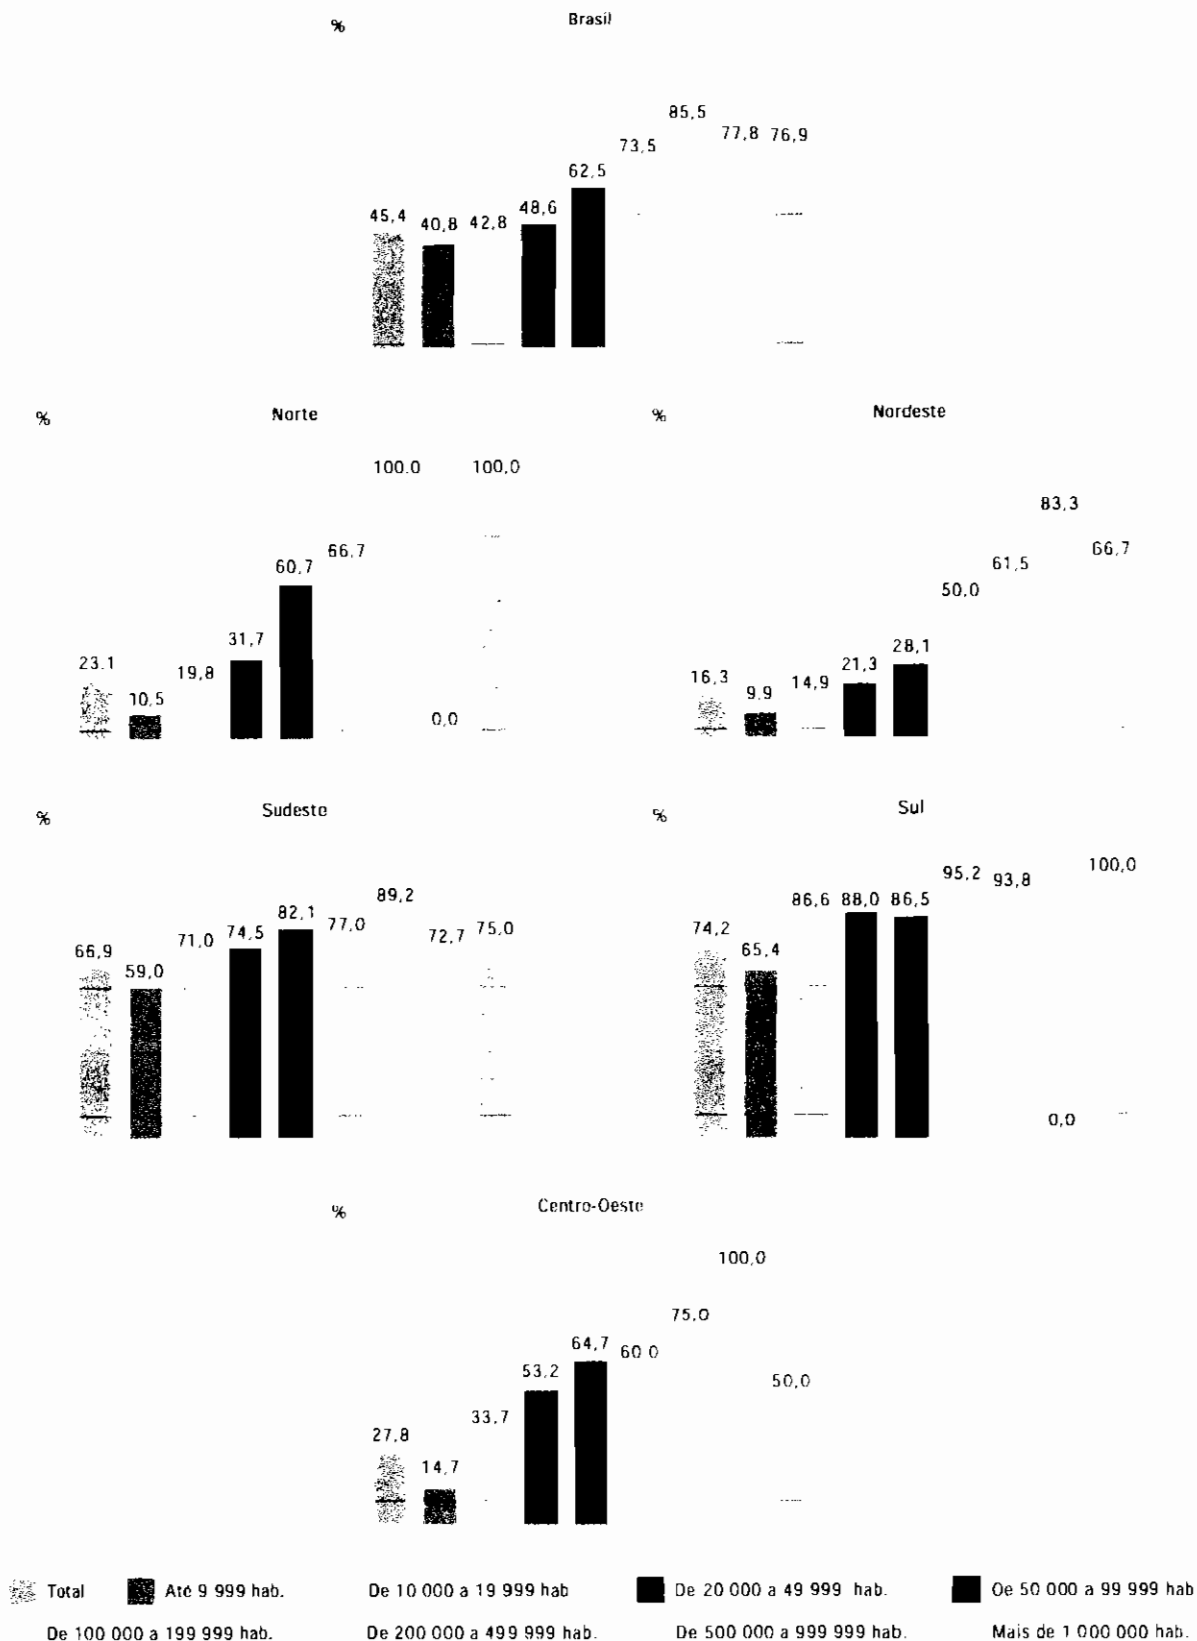 % Brasil
85,5
77,8 76,9
73,5
62,5
48,6
45,4 40,8 42,8
% Norte
100.0 100,0
66,7
60,7
31,7
23.1 19,8
10,5
0,0
% Nordeste
83,3
66,7
61,5
50,0
28,1
21,3
16,3 9,9 14,9
% Sudeste
89,2
82,1 77,0
71,0 74,5 72,7 75,0
66,9 59,0
% Sul
95,2 93,8 100,0
86,6 88,0 86,5
74,2 65,4
0,0
% Centro-Oeste
100,0
75,0
64,7 60 0
53,2 50,0
33,7
27,8
14,7
Total Até 9 999 hab. De 10 000 a 19 999 hab De 20 000 a 49 999 hab. Oe 50 000 a 99 999 hab
De 100 000 a 199 999 hab. De 200 000 a 499 999 hab. De 500 000 a 999 999 hab. Mais de 1 000 000 hab.